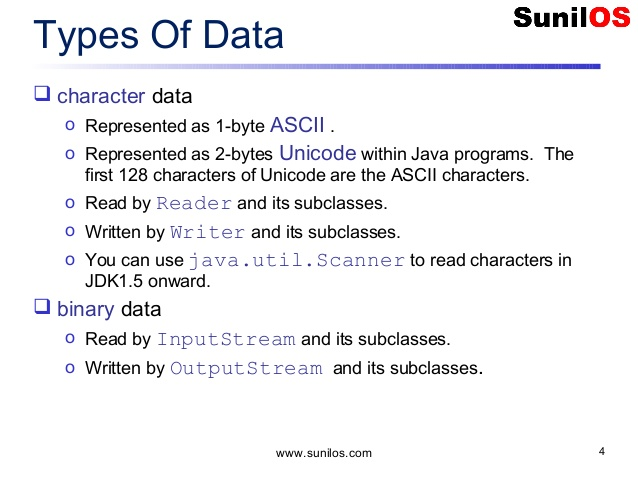 SunilOS
Types Of Data
character data
o Represented as 1-byte ASCII .
o Represented as 2-bytes Unicode within Java programs. The
first 128 characters of Unicode are the ASCII characters.
o Read by Reader and its subclasses.
o Written by Writer and its subclasses.
o You can use java.util.Scanner to read characters in
JDK1.5 onward.
binary data
o Read by InputStream and its subclasses.
o Written by OutputStream and its subclasses.
www.sunilos.com
4